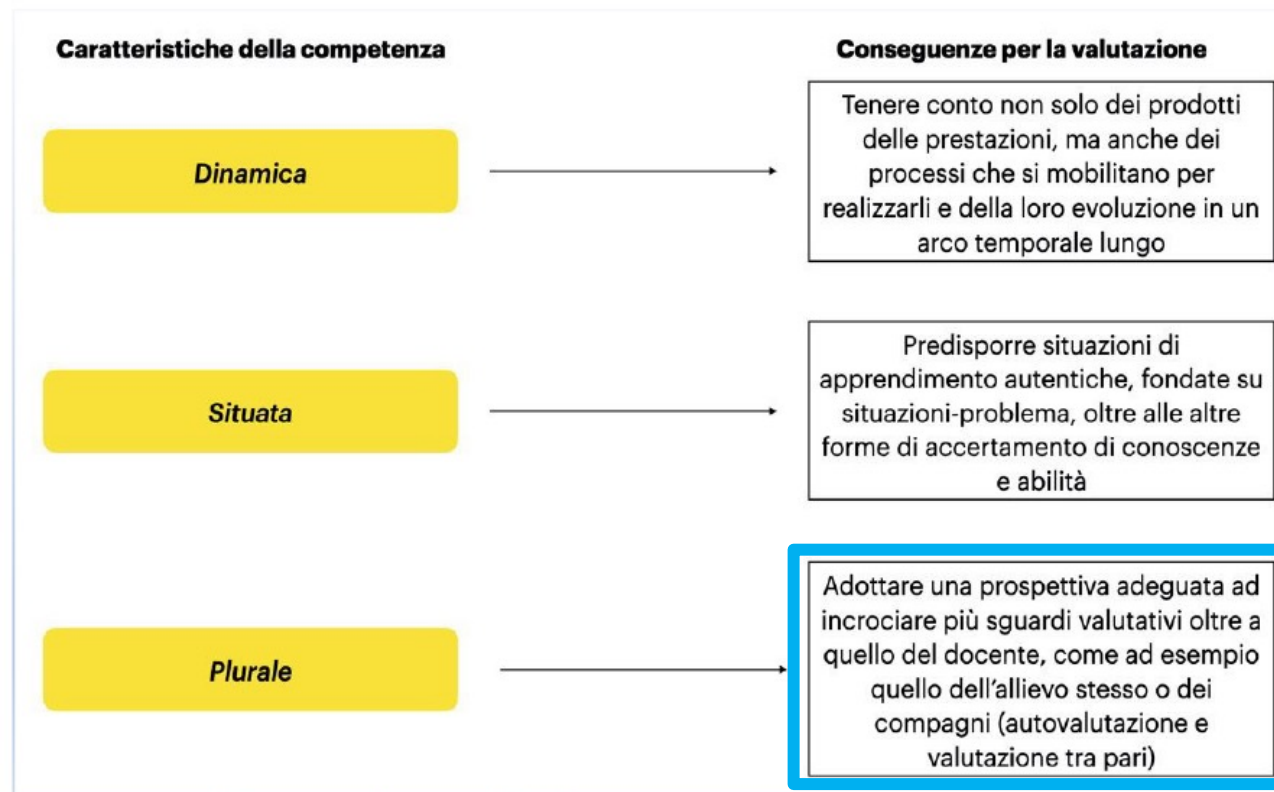 Caratteristiche della competenza
Conseguenze per la valutazione
Dinamica
Tenere conto non solo dei prodotti
delle prestazioni, ma anche dei
processi che si mobilitano per
realizzarli e della loro evoluzione in un
arco temporale lungo
Situata
Predisporre situazioni di
apprendimento autentiche, fondate su
situazioni-problema, oltre alle altre
forme di accertamento di conoscenze
e abilità
Plurale
Adottare una prospettiva adeguata ad
incrociare più sguardi valutativi oltre a
quello del docente, come ad esempio
quello dell'allievo stesso o dei
compagni (autovalutazione e
valutazione tra pari)